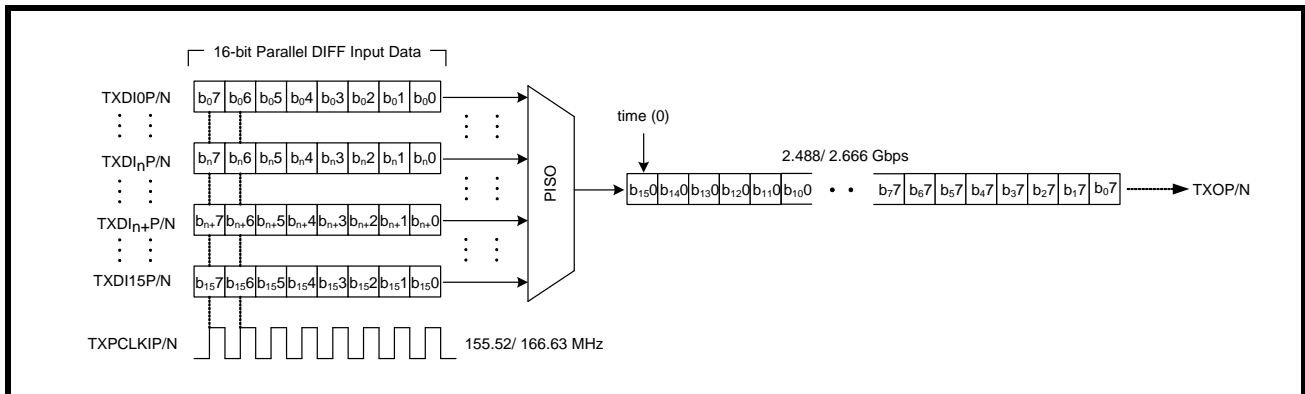 16-bit Parallel DIFF Input Data
TXDI0P/N
b₀7 b₀6 b₀5 b₀4 b₀3 b₀2 b₀1 b₀0
TXDIₙP/N
bₙ7 bₙ6 bₙ5 bₙ4 bₙ3 bₙ2 bₙ1 bₙ0
TXDIₙ₊P/N
bₙ₊7 bₙ₊6 bₙ₊5 bₙ₊4 bₙ₊3 bₙ₊2 bₙ₊1 bₙ₊0
TXDI15P/N
b₁₅7 b₁₅6 b₁₅5 b₁₅4 b₁₅3 b₁₅2 b₁₅1 b₁₅0
TXPCLKIP/N
155.52/ 166.63 MHz
PISO
time (0)
2.488/ 2.666 Gbps
b₁₅0 b₁₄0 b₁₃0 b₁₂0 b₁₁0 b₁₀0 b₇7 b₆7 b₅7 b₄7 b₃7 b₂7 b₁7 b₀7
TXOP/N